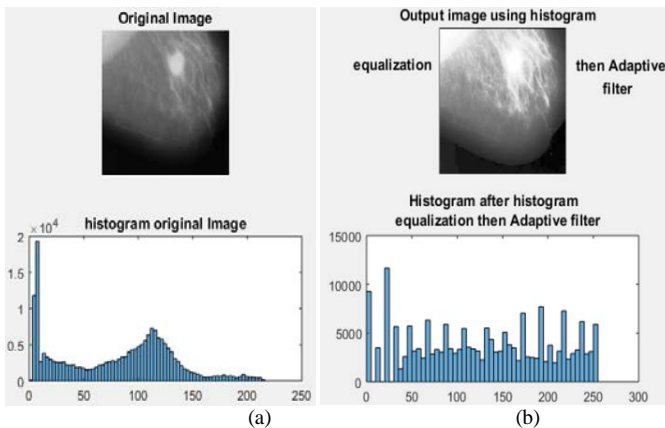 Original Image
histogram original Image
× 10^4
2
1.5
1
0.5
0
0 50 100 150 200 250
(a)
Output image using histogram
equalization then Adaptive
filter
Histogram after histogram
equalization then Adaptive filter
15000
10000
5000
0
0 50 100 150 200 250 300
(b)